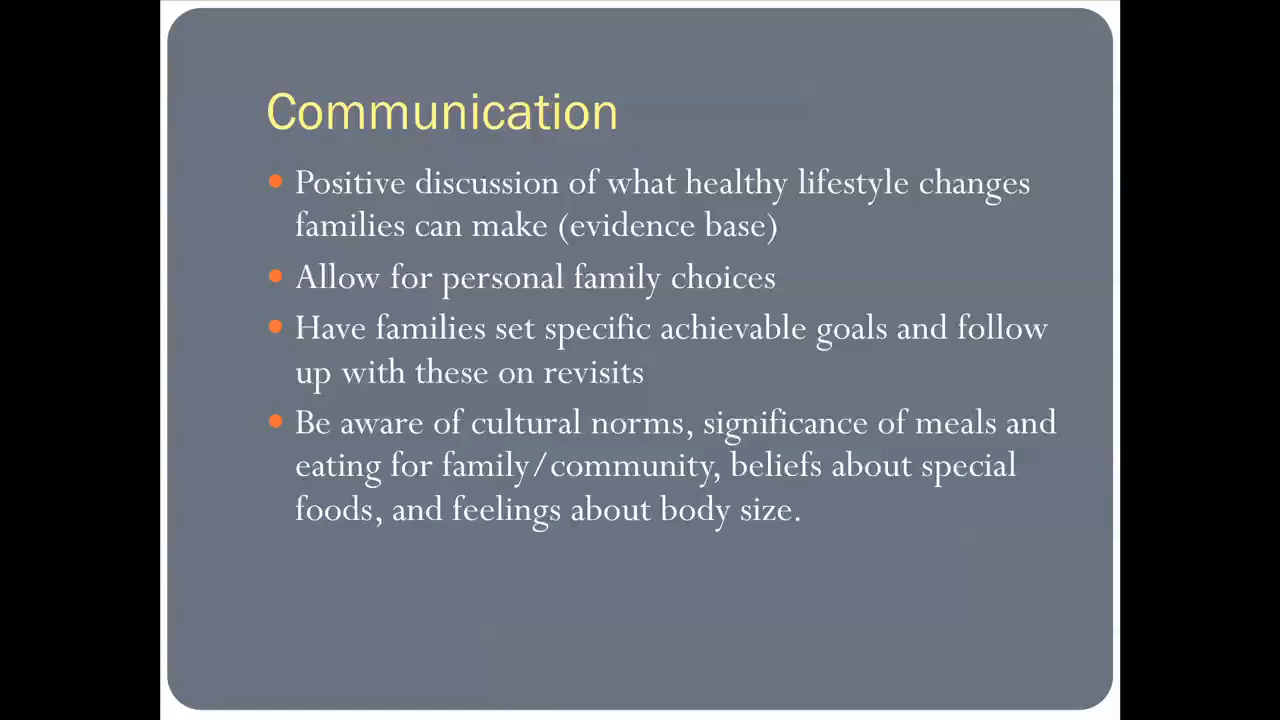 Communication
• Positive discussion of what healthy lifestyle changes
families can make (evidence base)
• Allow for personal family choices
• Have families set specific achievable goals and follow
up with these on revisits
• Be aware of cultural norms, significance of meals and
eating for family/community, beliefs about special
foods, and feelings about body size.